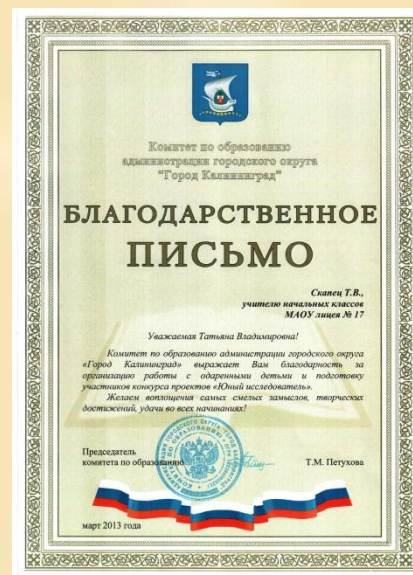 Комитет по образованию
администрации городского округа
"Город Калининград"
БЛАГОДАРСТВЕННОЕ
ПИСЬМО
Скапец Т.В.,
учителю начальных классов
МАОУ лицея № 17
Уважаемая Татьяна Владимировна!
Комитет по образованию администрации городского округа
«Город Калининград» выражает Вам благодарность за
организацию работы с одаренными детьми и подготовку
участников конкурса проектов «Юный исследователь».
Желаем воплощения самых смелых замыслов, творческих
достижений, удачи во всех начинаниях!
Председатель
комитета по образованию
Т.М. Петухова
март 2013 года